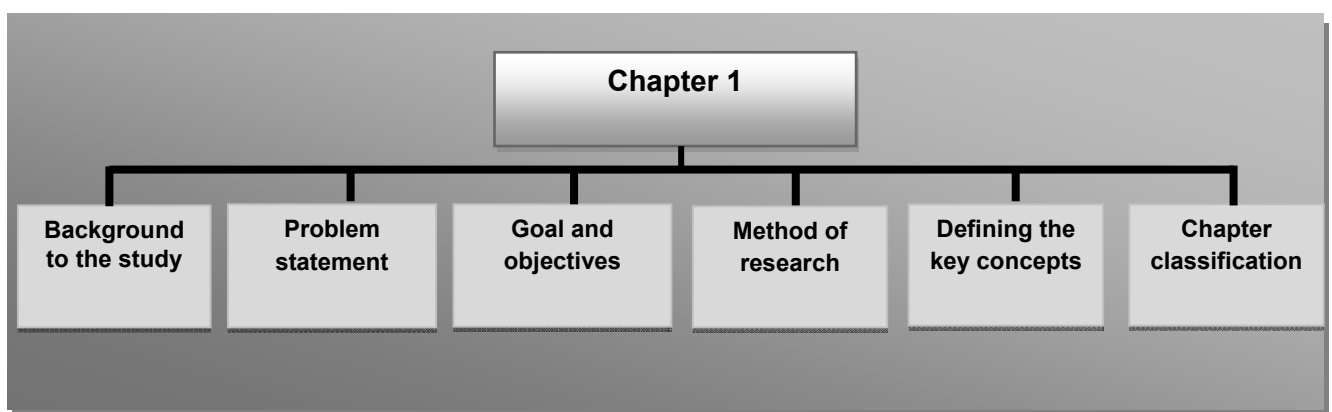 Chapter 1
Background
to the study
Problem
statement
Goal and
objectives
Method of
research
Defining the
key concepts
Chapter
classification